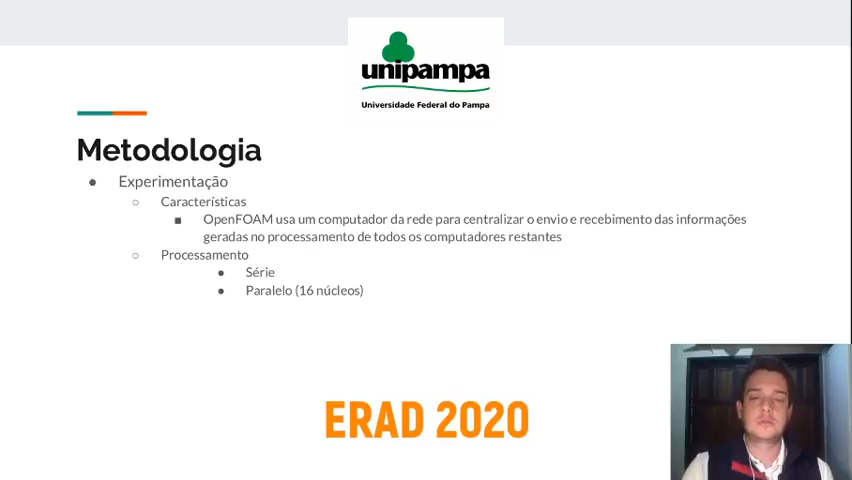 unipampa
Universidade Federal do Pampa
Metodologia
● Experimentação
○ Características
■ OpenFOAM usa um computador da rede para centralizar o envio e recebimento das informações
geradas no processamento de todos os computadores restantes
○ Processamento
● Série
● Paralelo (16 núcleos)
ERAD 2020